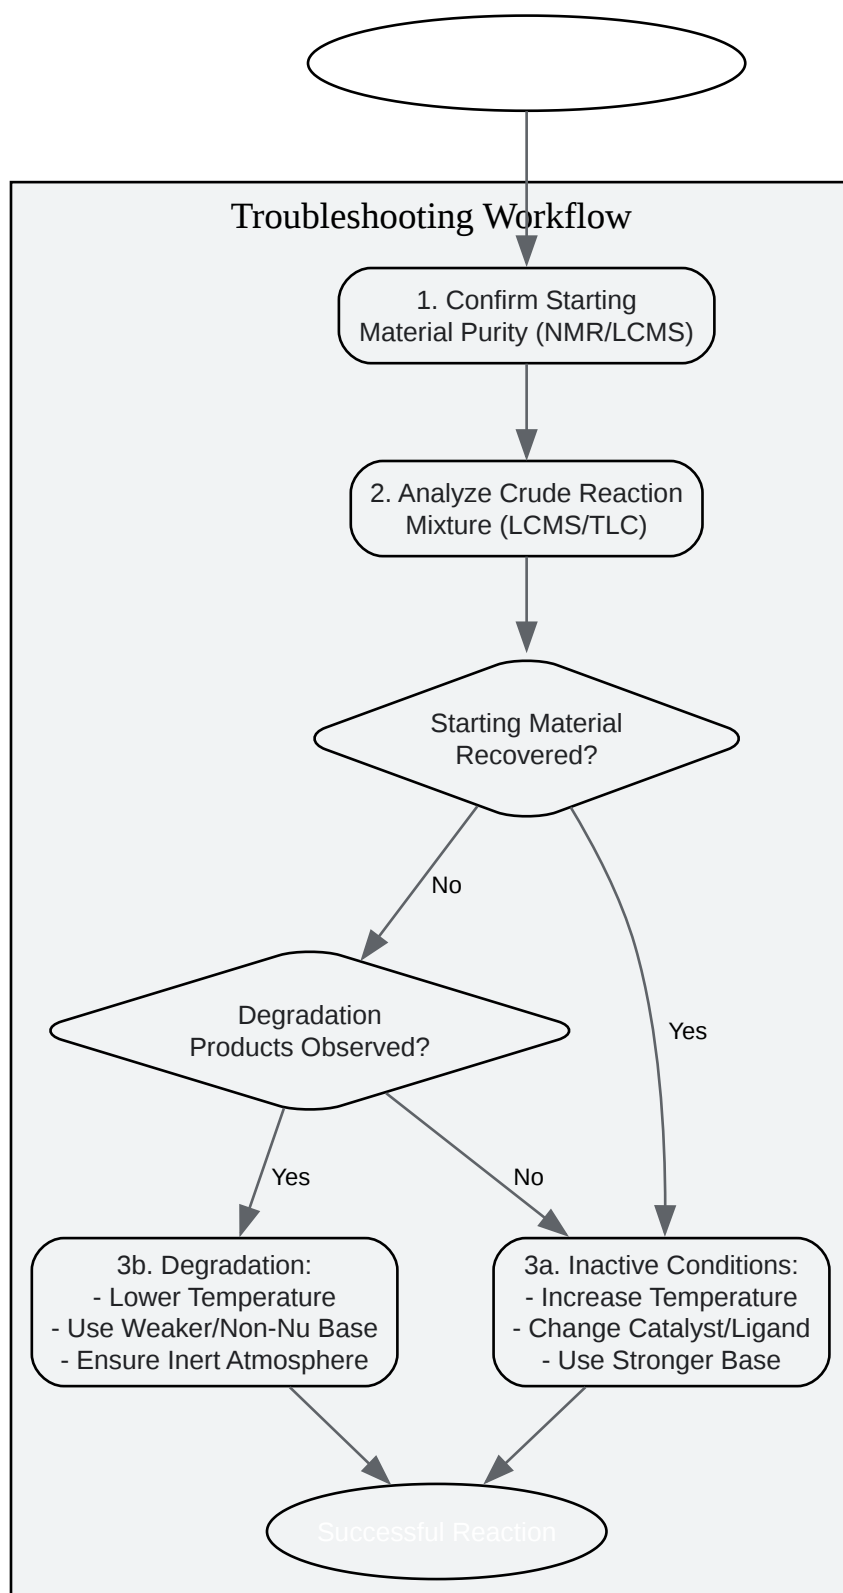 Troubleshooting Workflow
1. Confirm Starting
Material Purity (NMR/LCMS)
2. Analyze Crude Reaction
Mixture (LCMS/TLC)
Starting Material
Recovered?
No
Yes
Degradation
Products Observed?
Yes
No
3b. Degradation:
- Lower Temperature
- Use Weaker/Non-Nu Base
- Ensure Inert Atmosphere
3a. Inactive Conditions:
- Increase Temperature
- Change Catalyst/Ligand
- Use Stronger Base
Successful Reaction